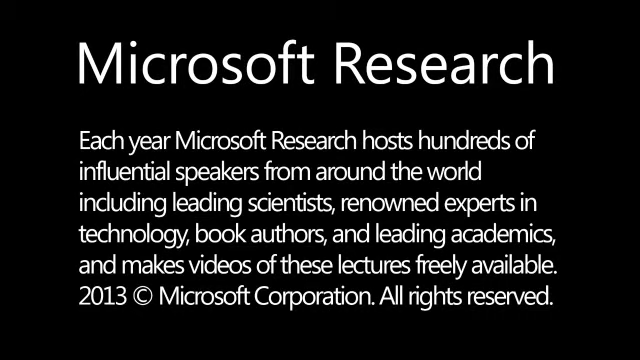 Microsoft Research
Each year Microsoft Research hosts hundreds of
influential speakers from around the world
including leading scientists, renowned experts in
technology, book authors, and leading academics,
and makes videos of these lectures freely available.
2013 © Microsoft Corporation. All rights reserved.